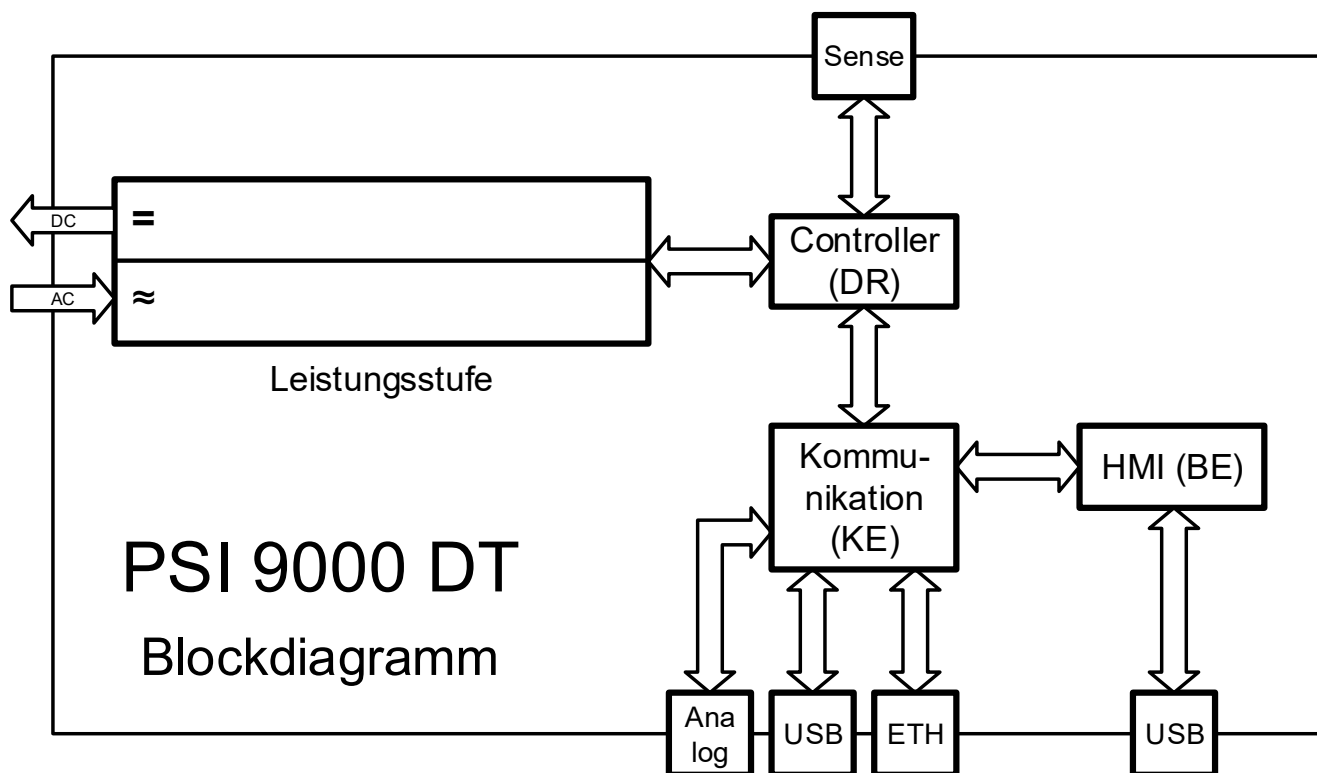 Sense
DC
=
Controller
(DR)
AC
≈
Leistungsstufe
Kommu-
nikation
(KE)
HMI (BE)
PSI 9000 DT
Blockdiagramm
Ana
log
USB
ETH
USB